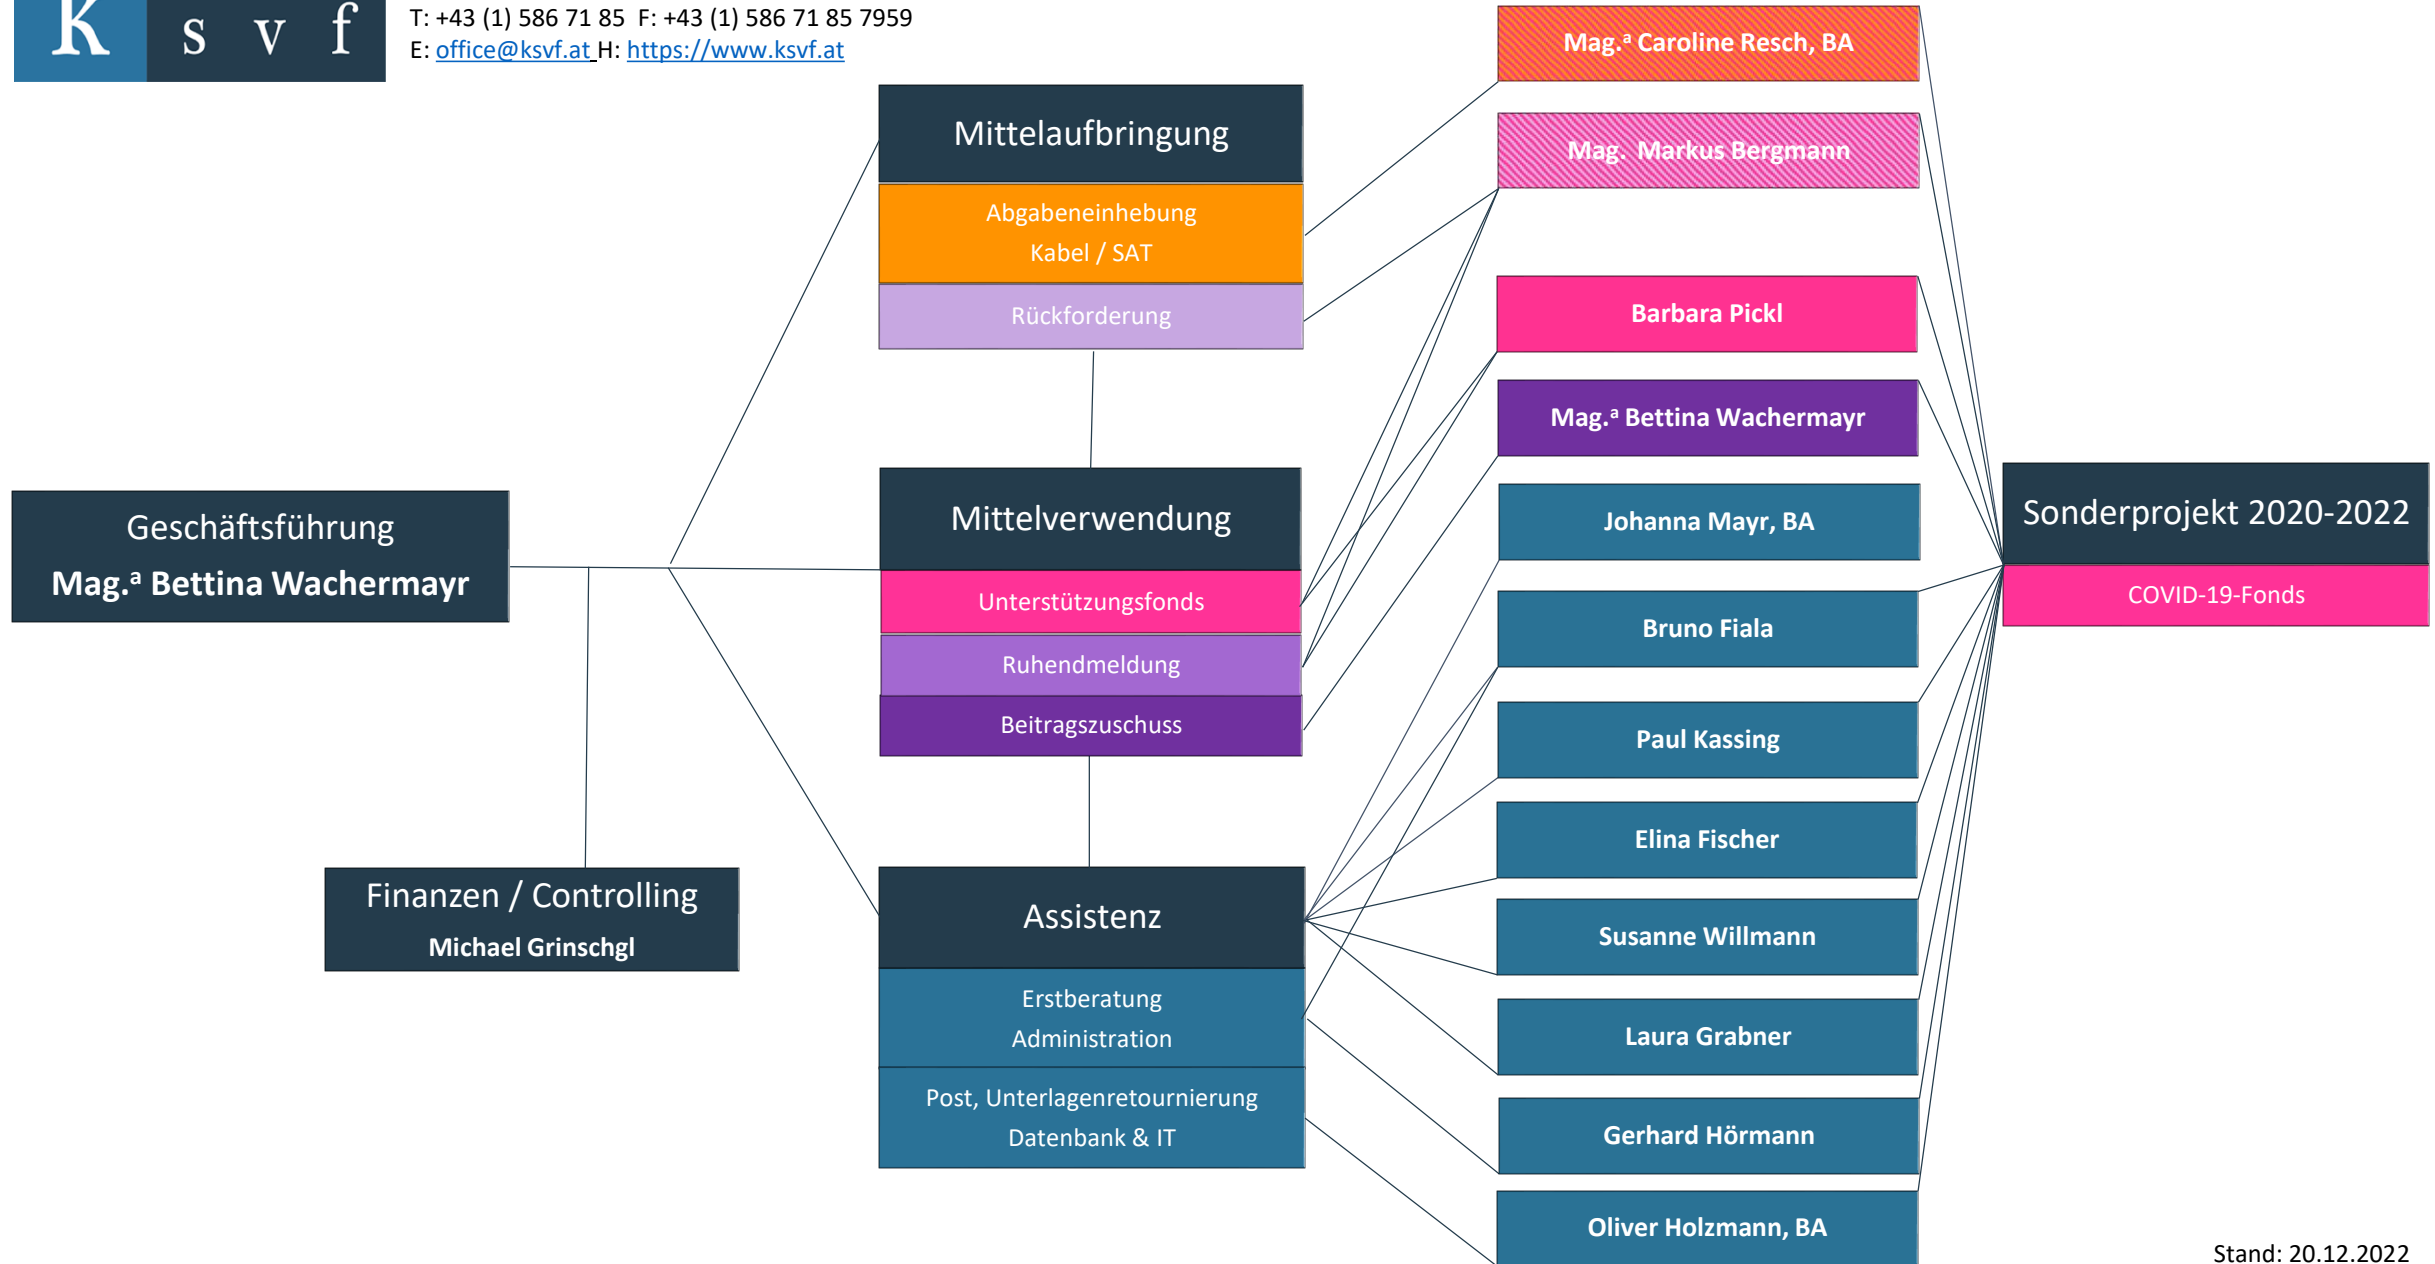 K s v f
T: +43 (1) 586 71 85 F: +43 (1) 586 71 85 7959
E: office@ksvf.at H: https://www.ksvf.at
Geschäftsführung
Mag.ª Bettina Wachermayr
Finanzen / Controlling
Michael Grinschgl
Mittelaufbringung
Abgabeneinhebung
Kabel / SAT
Rückforderung
Mittelverwendung
Unterstützungsfonds
Ruhendmeldung
Beitragszuschuss
Assistenz
Erstberatung
Administration
Post, Unterlagenretournierung
Datenbank & IT
Mag.ª Caroline Resch, BA
Mag. Markus Bergmann
Barbara Pickl
Mag.ª Bettina Wachermayr
Johanna Mayr, BA
Bruno Fiala
Paul Kassing
Elina Fischer
Susanne Willmann
Laura Grabner
Gerhard Hörmann
Oliver Holzmann, BA
Sonderprojekt 2020-2022
COVID-19-Fonds
Stand: 20.12.2022